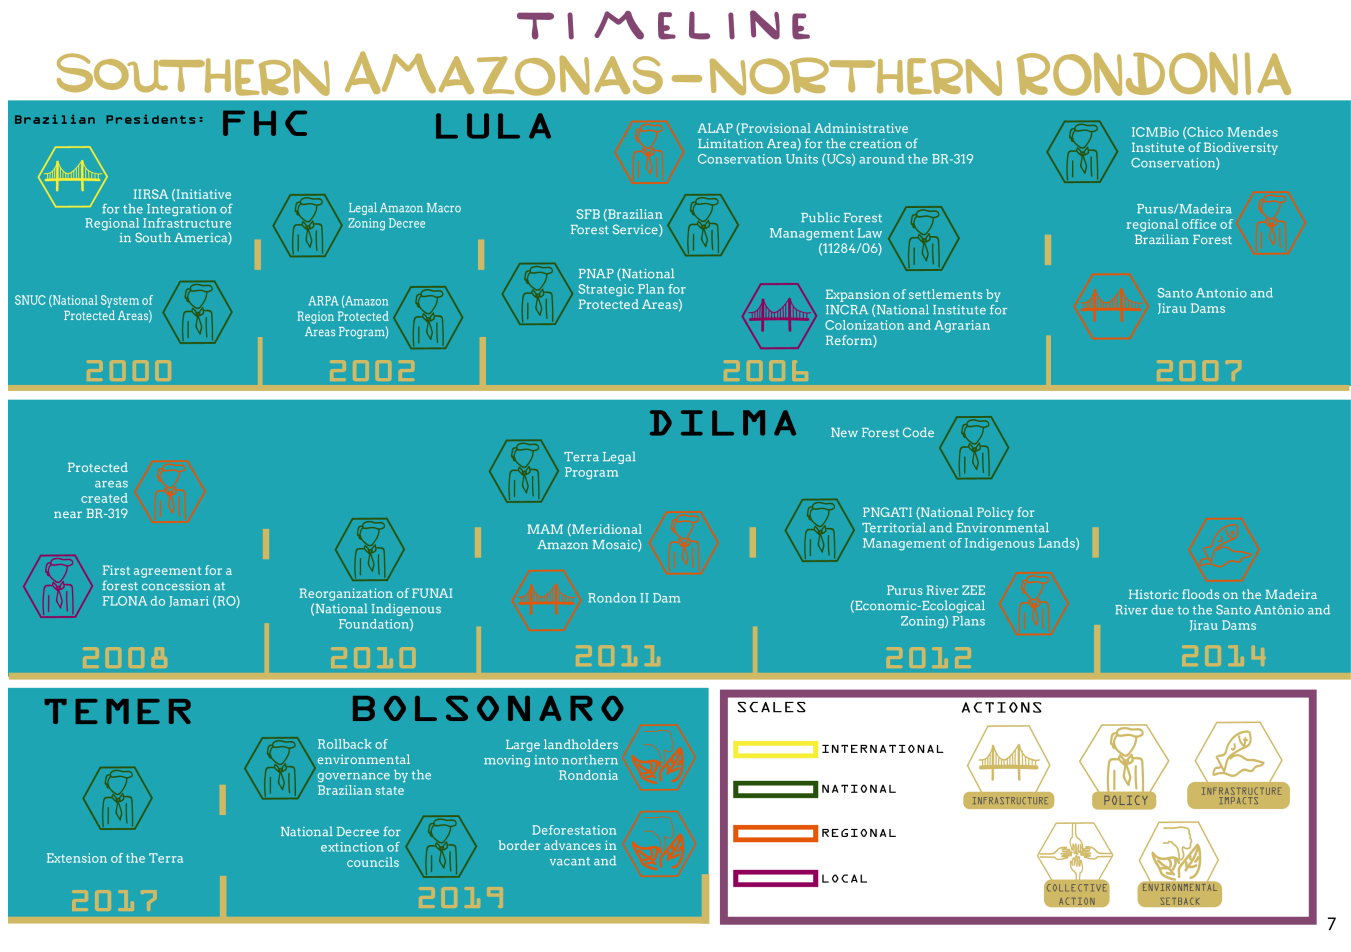 TIMELINE
SOUTHERN AMAZONAS-NORTHERN RONDONIA
Brazilian Presidents:
FHC
LULA
IIRSA (Initiative
for the Integration of
Regional Infrastructure
in South America)
SNUC (National System of
Protected Areas)
2000
Legal Amazon Macro
Zoning Decree
ARPA (Amazon
Region Protected
Areas Program)
2002
ALAP (Provisional Administrative
Limitation Area) for the creation of
Conservation Units (UCs) around the BR-319
SFB (Brazilian
Forest Service)
Public Forest
Management Law
(11284/06)
PNAP (National
Strategic Plan for
Protected Areas)
Expansion of settlements by
INCRA (National Institute for
Colonization and Agrarian
Reform)
2006
ICMBio (Chico Mendes
Institute of Biodiversity
Conservation)
Purus/Madeira
regional office of
Brazilian Forest
Santo Antonio and
Jirau Dams
2007
DILMA
Protected
areas
created
near BR-319
First agreement for a
forest concession at
FLONA do Jamari (RO)
2008
Reorganization of FUNAI
(National Indigenous
Foundation)
2010
Terra Legal
Program
MAM (Meridional
Amazon Mosaic)
Rondon II Dam
2011
New Forest Code
PNGATI (National Policy for
Territorial and Environmental
Management of Indigenous Lands)
Purus River ZEE
(Economic-Ecological
Zoning) Plans
2012
Historic floods on the Madeira
River due to the Santo Antônio and
Jirau Dams
2014
TEMER
BOLSONARO
Extension of the Terra
2017
Rollback of
environmental
governance by the
Brazilian state
Large landholders
moving into northern
Rondonia
National Decree for
extinction of
councils
Deforestation
border advances in
vacant and
2019
SCALES
INTERNATIONAL
NATIONAL
REGIONAL
LOCAL
ACTIONS
INFRASTRUCTURE
POLICY
INFRASTRUCTURE
IMPACTS
COLLECTIVE
ACTION
ENVIRONMENTAL
SETBACK
7